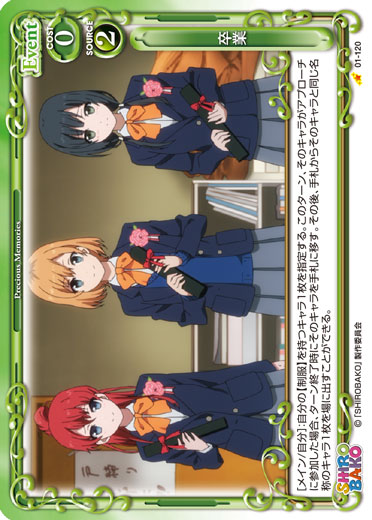 Event
COST 0
SOURCE 2
卒業
01-120
Precious Memories
[メイン/自分]:自分の【制服】を持つキャラ1枚を指定する。このターン、そのキャラがアプローチ
に参加した場合、ターン終了時にそのキャラを手札に移す。その後、手札からそのキャラと同じ名
称のキャラ1枚を場に出すことができる。
©「SHIROBAKO」製作委員会
SHIRO
BAKO